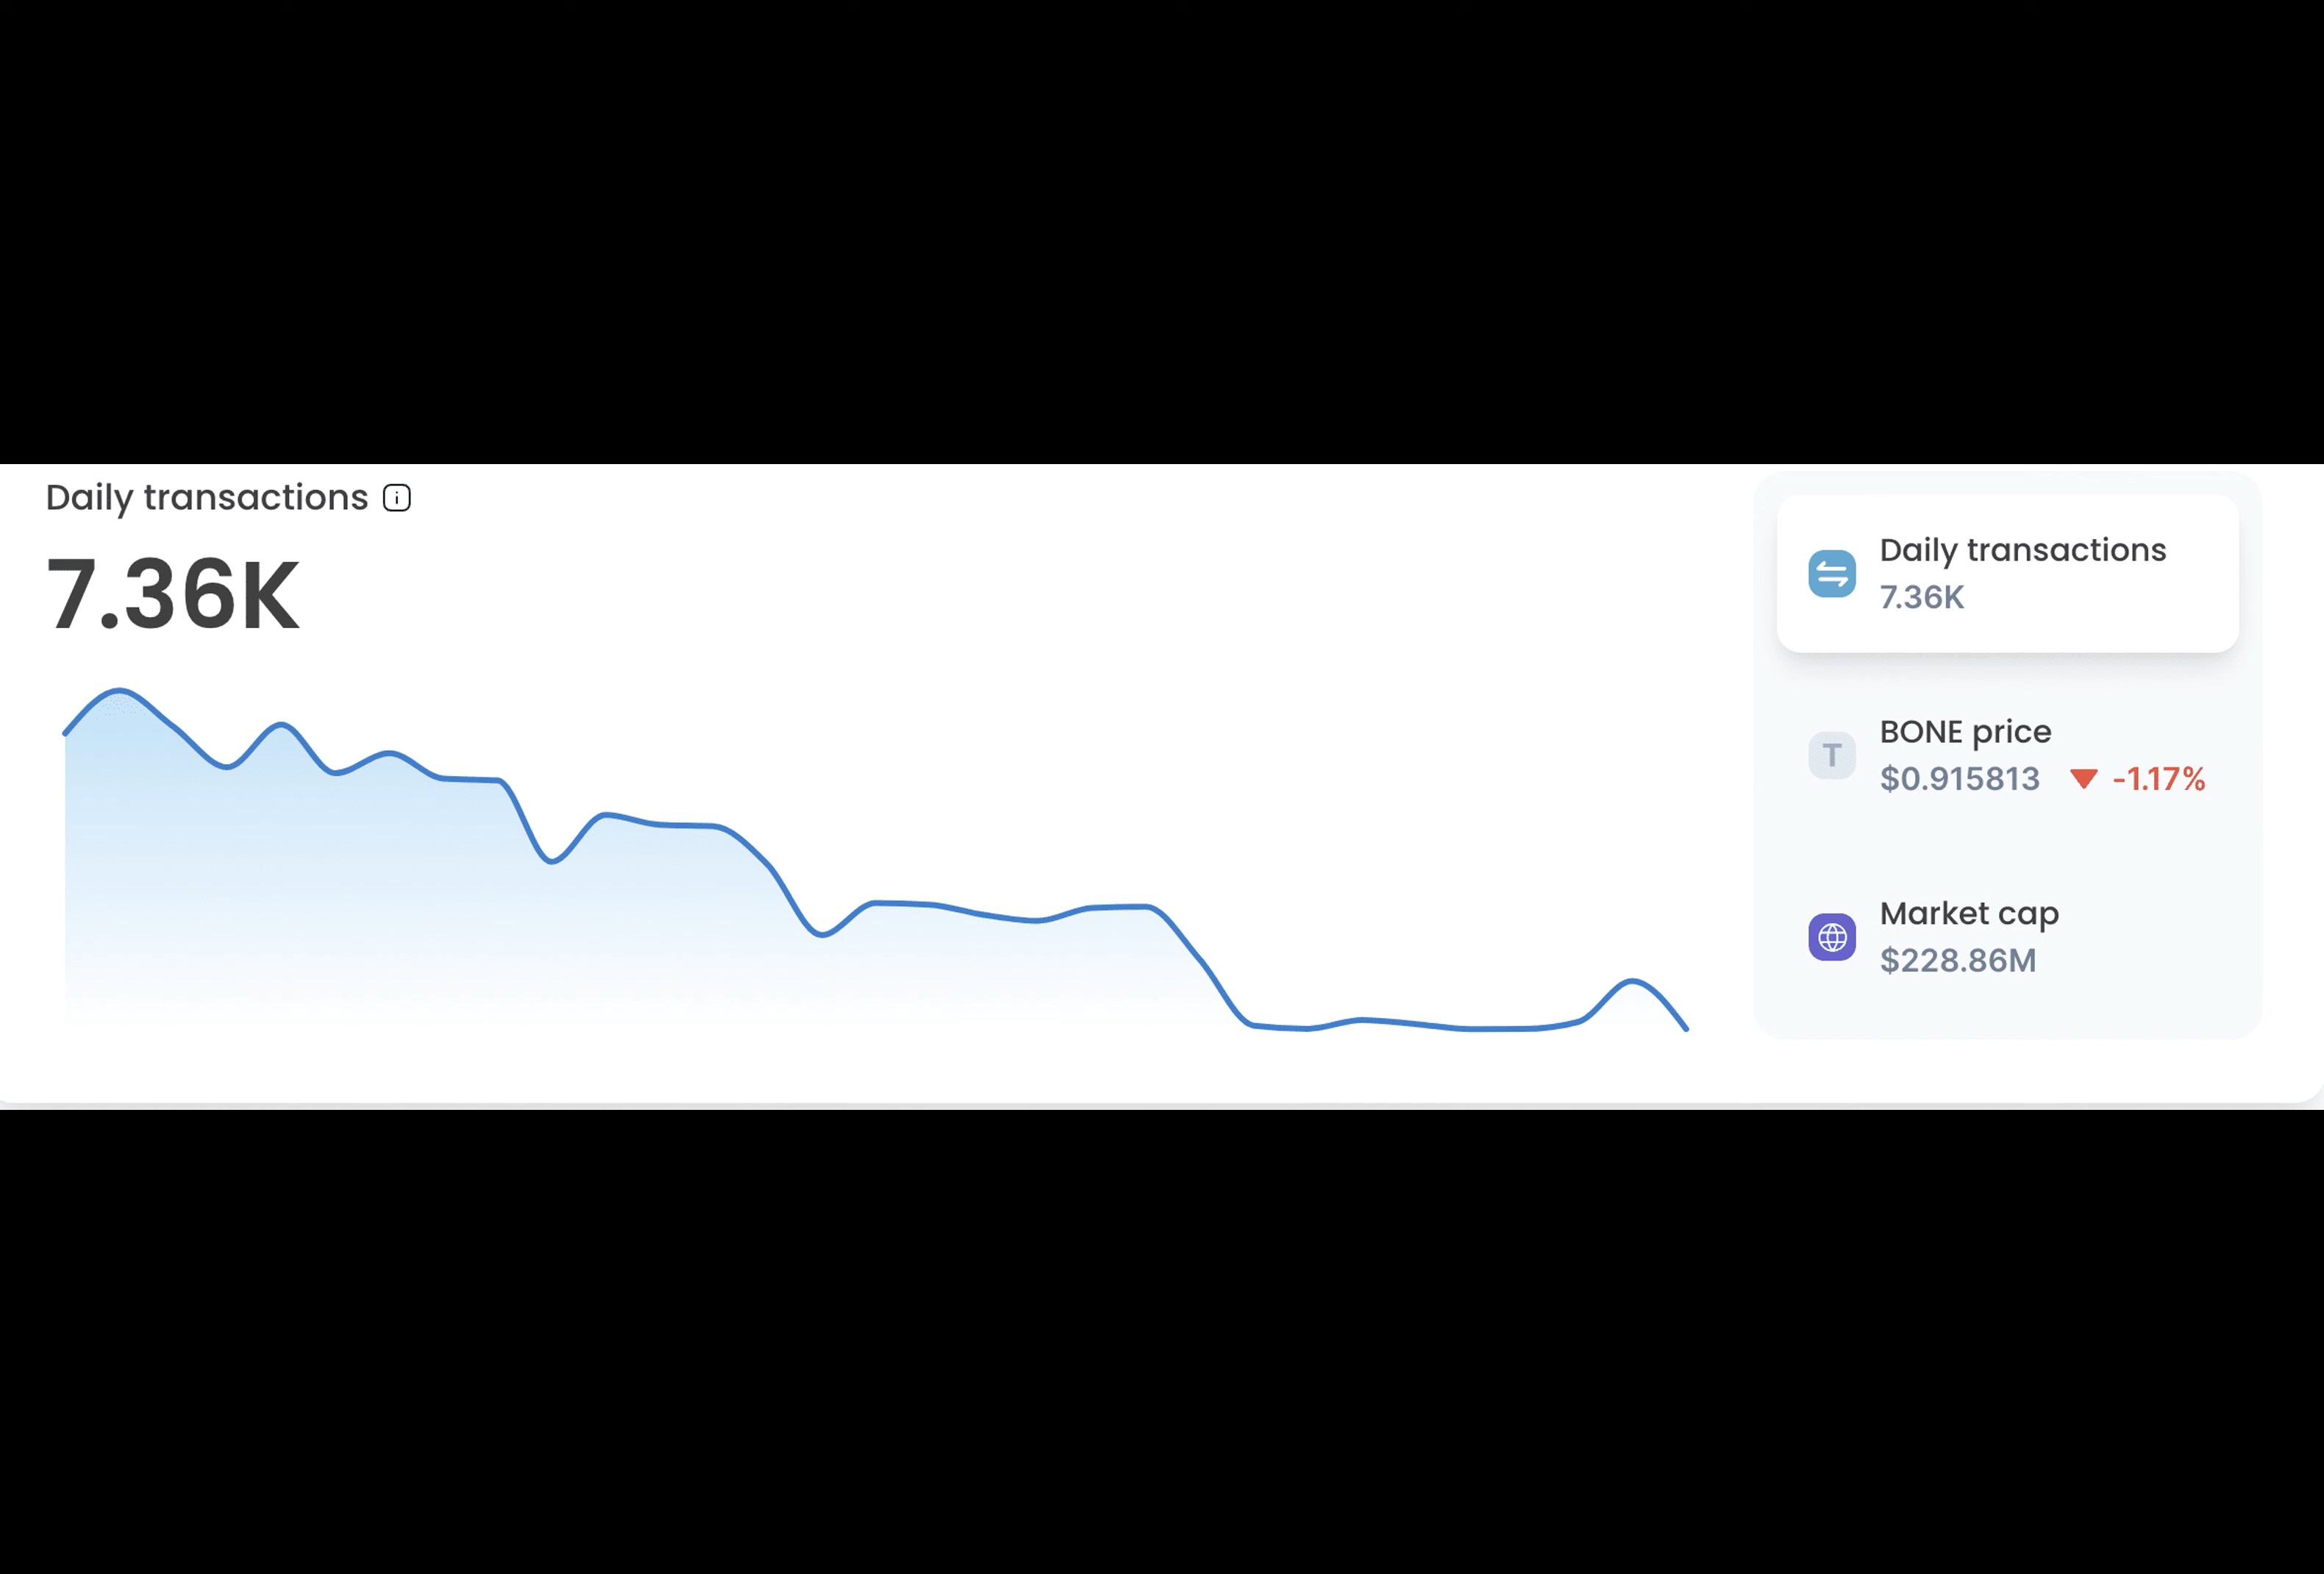 Daily transactions
7.36K
Daily transactions
7.36K
T
BONE price
$0.915813 -1.17%
Market cap
$228.86M